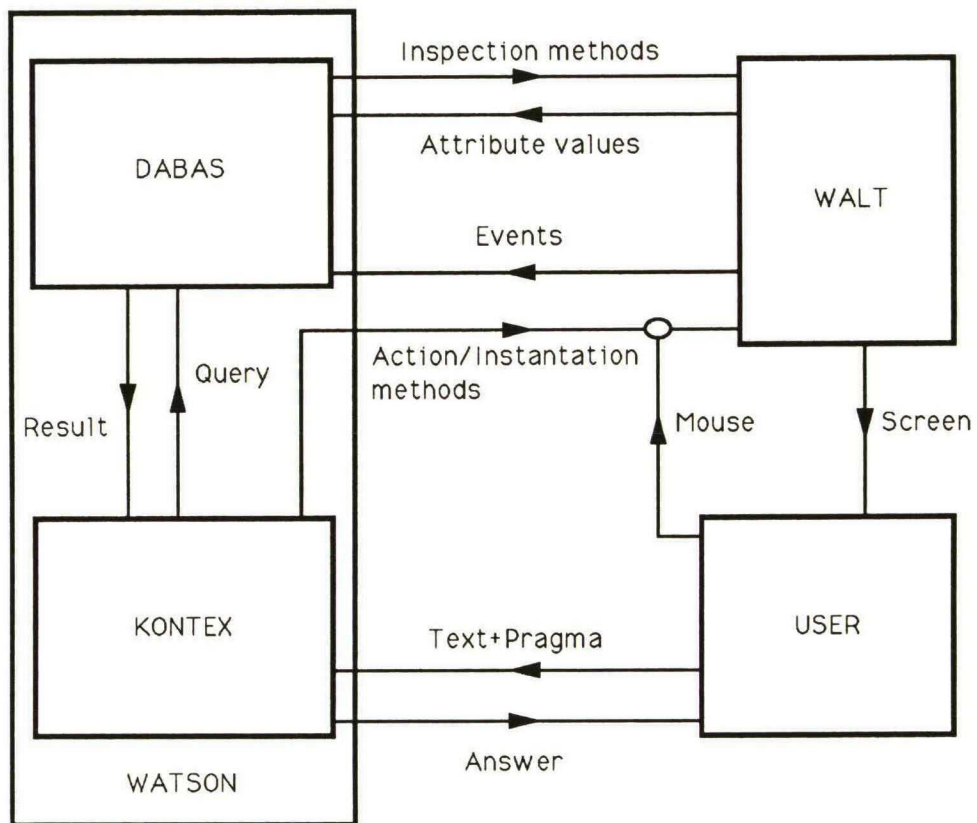 Inspection methods
DABAS
Attribute values
WALT
Events
Action/Instantation
methods
Query
Result
Mouse
Screen
KONTEX
Text+Pragma
USER
Answer
WATSON